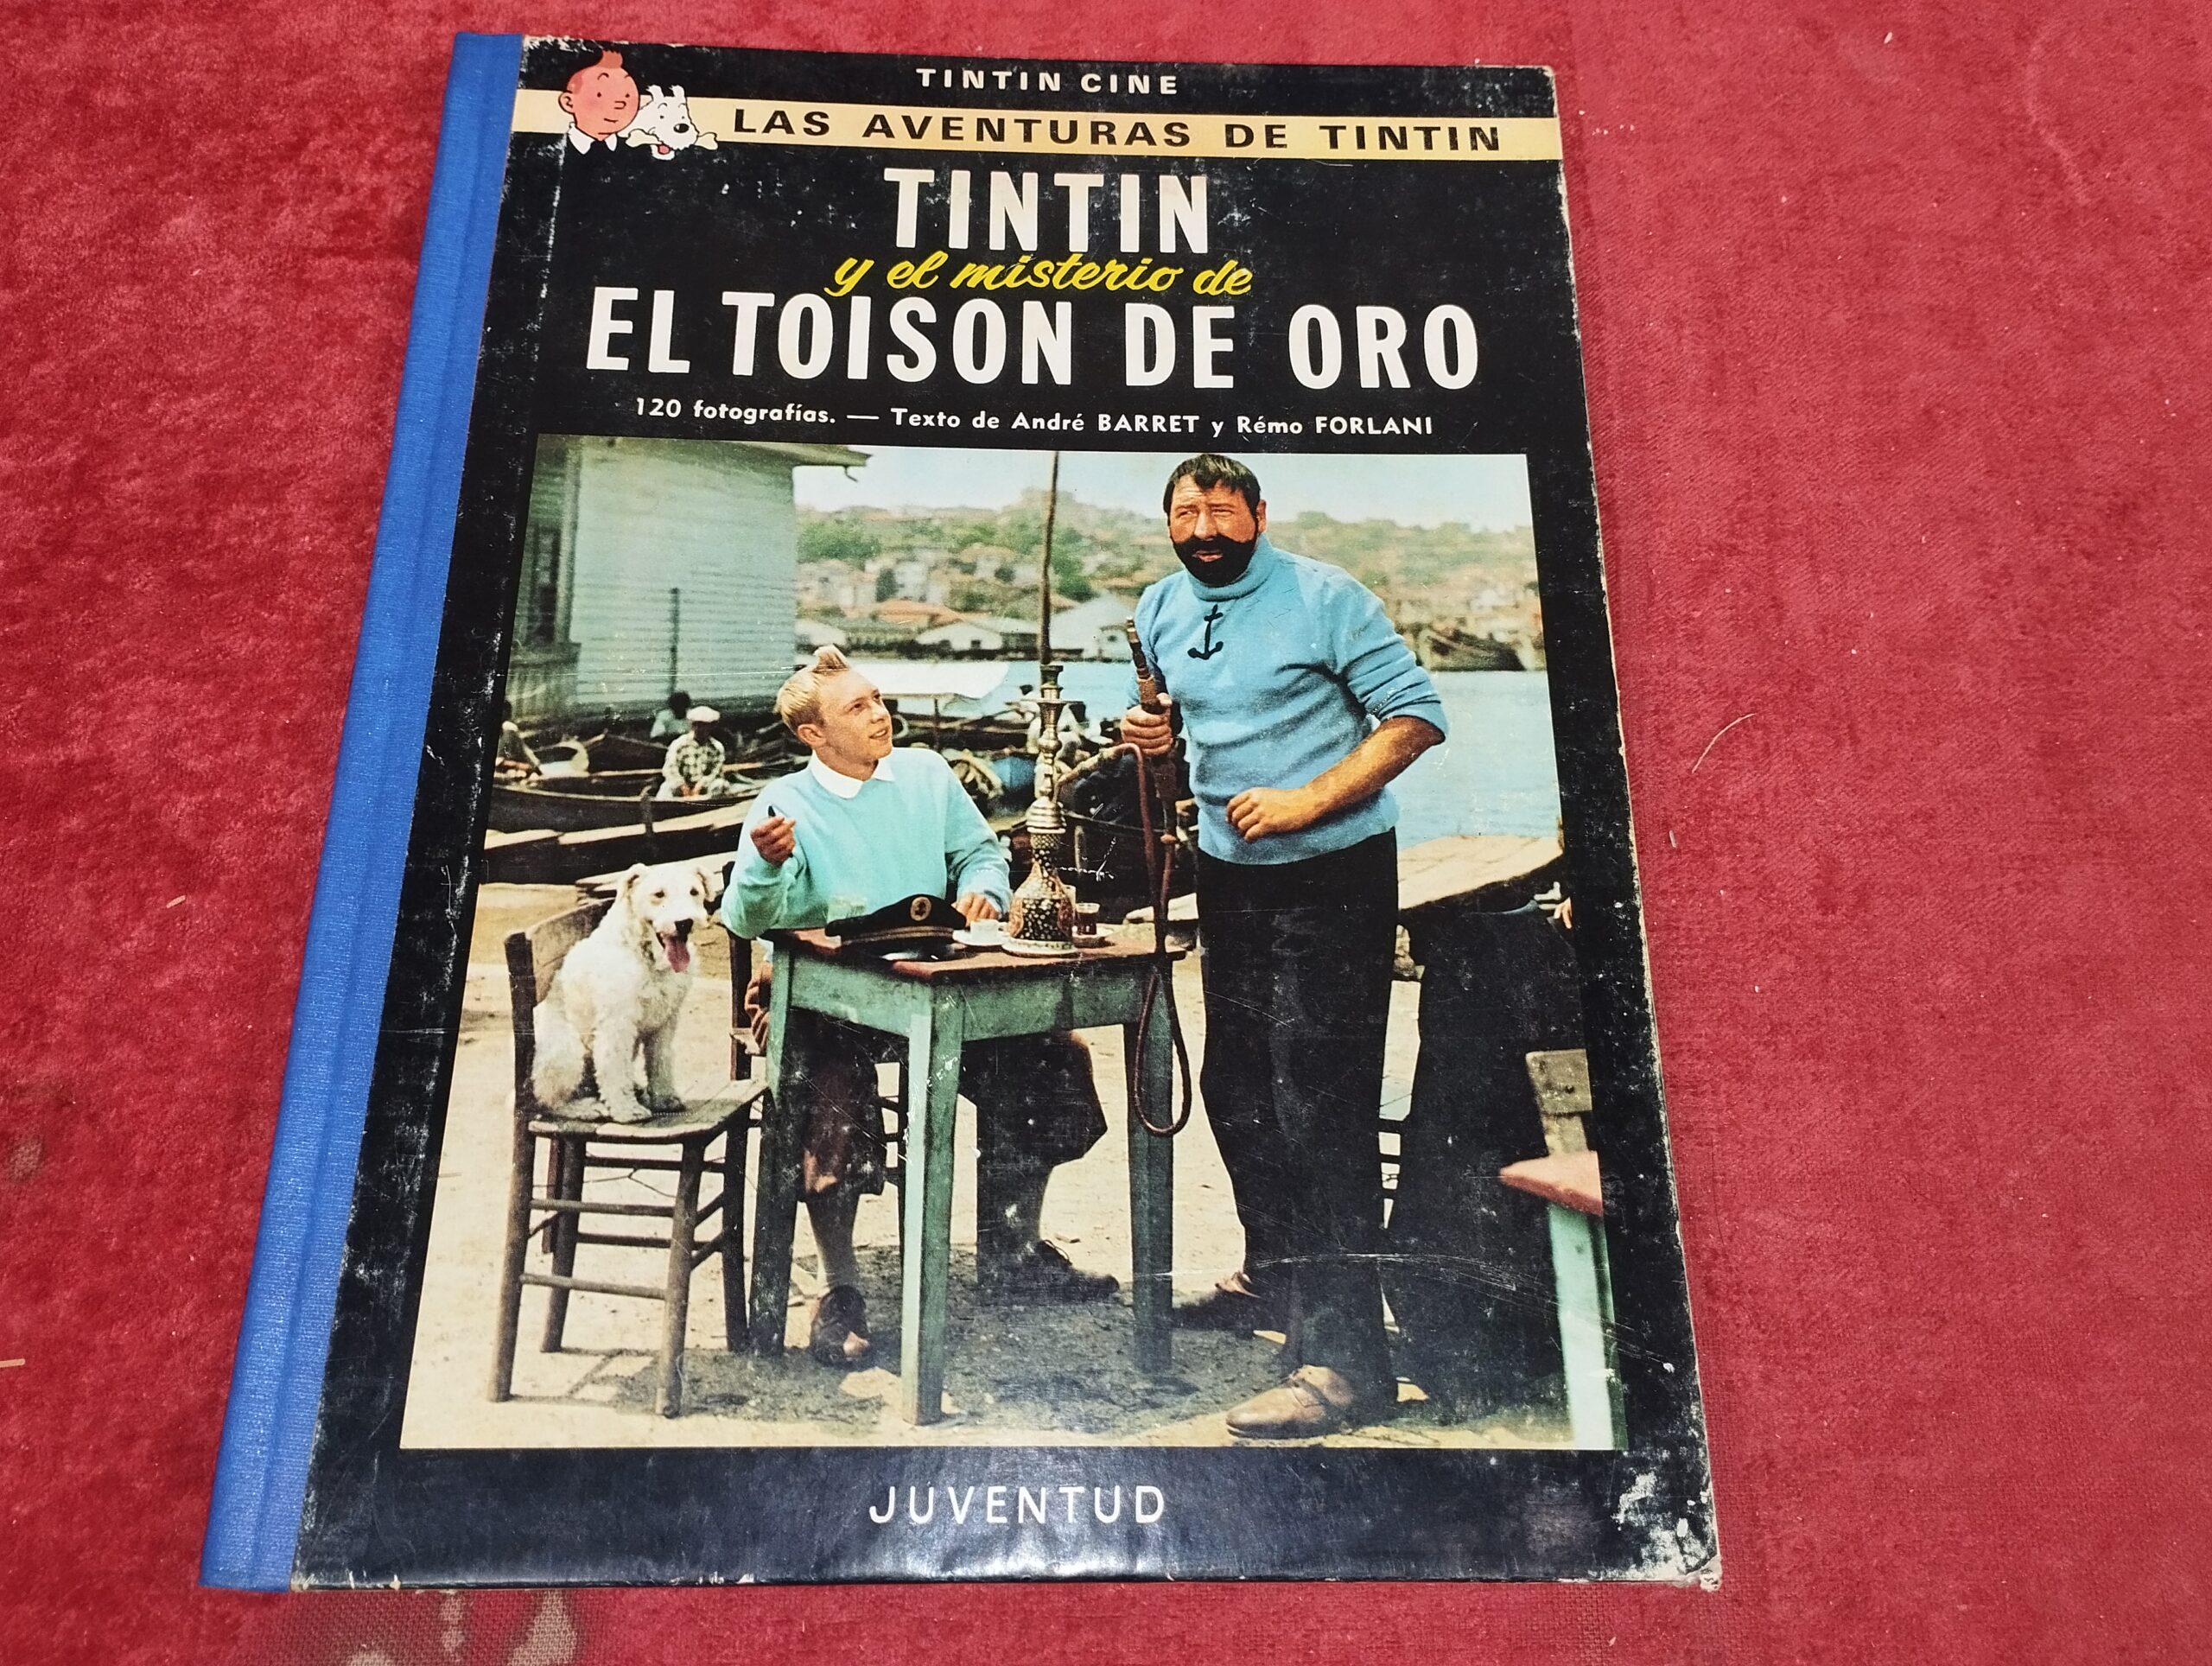 TINTIN CINE
LAS AVENTURAS DE TINTIN
TINTIN
y el misterio de
EL TOISON DE ORO
120 fotografías. — Texto de André BARRET y Rémo FORLANI
JUVENTUD